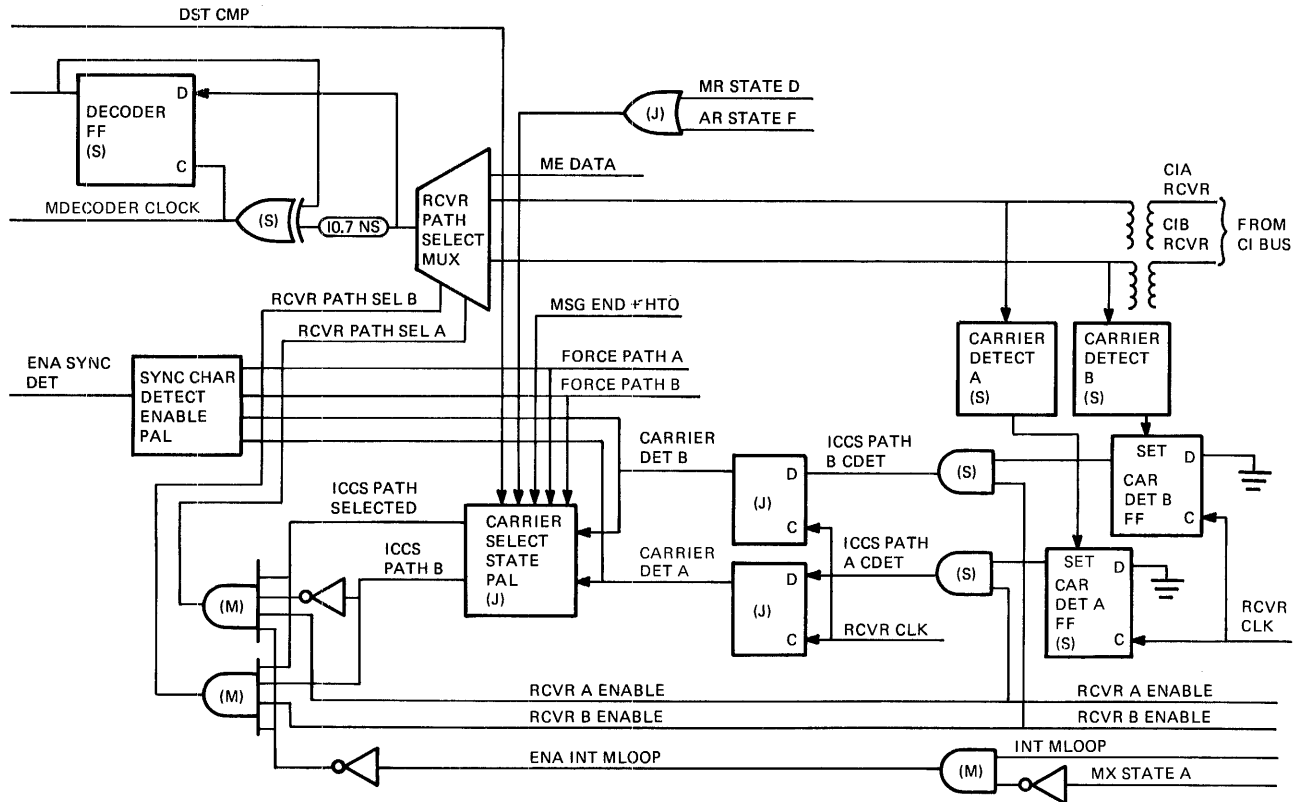 DST CMP
DECODER
FF
(S)
D
C
MDECODER CLOCK
(S)
10.7 NS
RCVR
PATH
SELECT
MUX
(J)
MR STATE D
AR STATE F
ME DATA
CIA
RCVR
CIB
RCVR
FROM
CI BUS
RCVR PATH SEL B
RCVR PATH SEL A
MSG END + HTO
FORCE PATH A
FORCE PATH B
ENA SYNC
DET
SYNC CHAR
DETECT
ENABLE
PAL
CARRIER
DETECT
A
(S)
CARRIER
DETECT
B
(S)
CARRIER
DET B
ICCS PATH
B CDET
D
(J)
C
(S)
SET
D
CAR
DET B
FF
C
ICCS PATH
SELECTED
ICCS
PATH B
CARRIER
SELECT
STATE
PAL
(J)
CARRIER
DET A
ICCS PATH
A CDET
D
(J)
C
(S)
SET
D
CAR
DET A
FF
(S)
C
RCVR CLK
RCVR
CLK
(M)
(M)
RCVR A ENABLE
RCVR A ENABLE
RCVR B ENABLE
RCVR B ENABLE
ENA INT MLOOP
(M)
INT MLOOP
MX STATE A